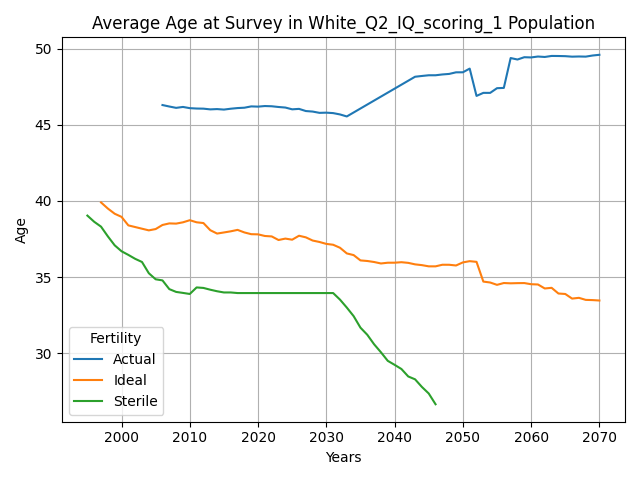 Average Age at Survey in White_Q2_IQ_scoring_1 Population
50
45
40
35
30
Age
Fertility
Actual
Ideal
Sterile
2000 2010 2020 2030 2040 2050 2060 2070
Years